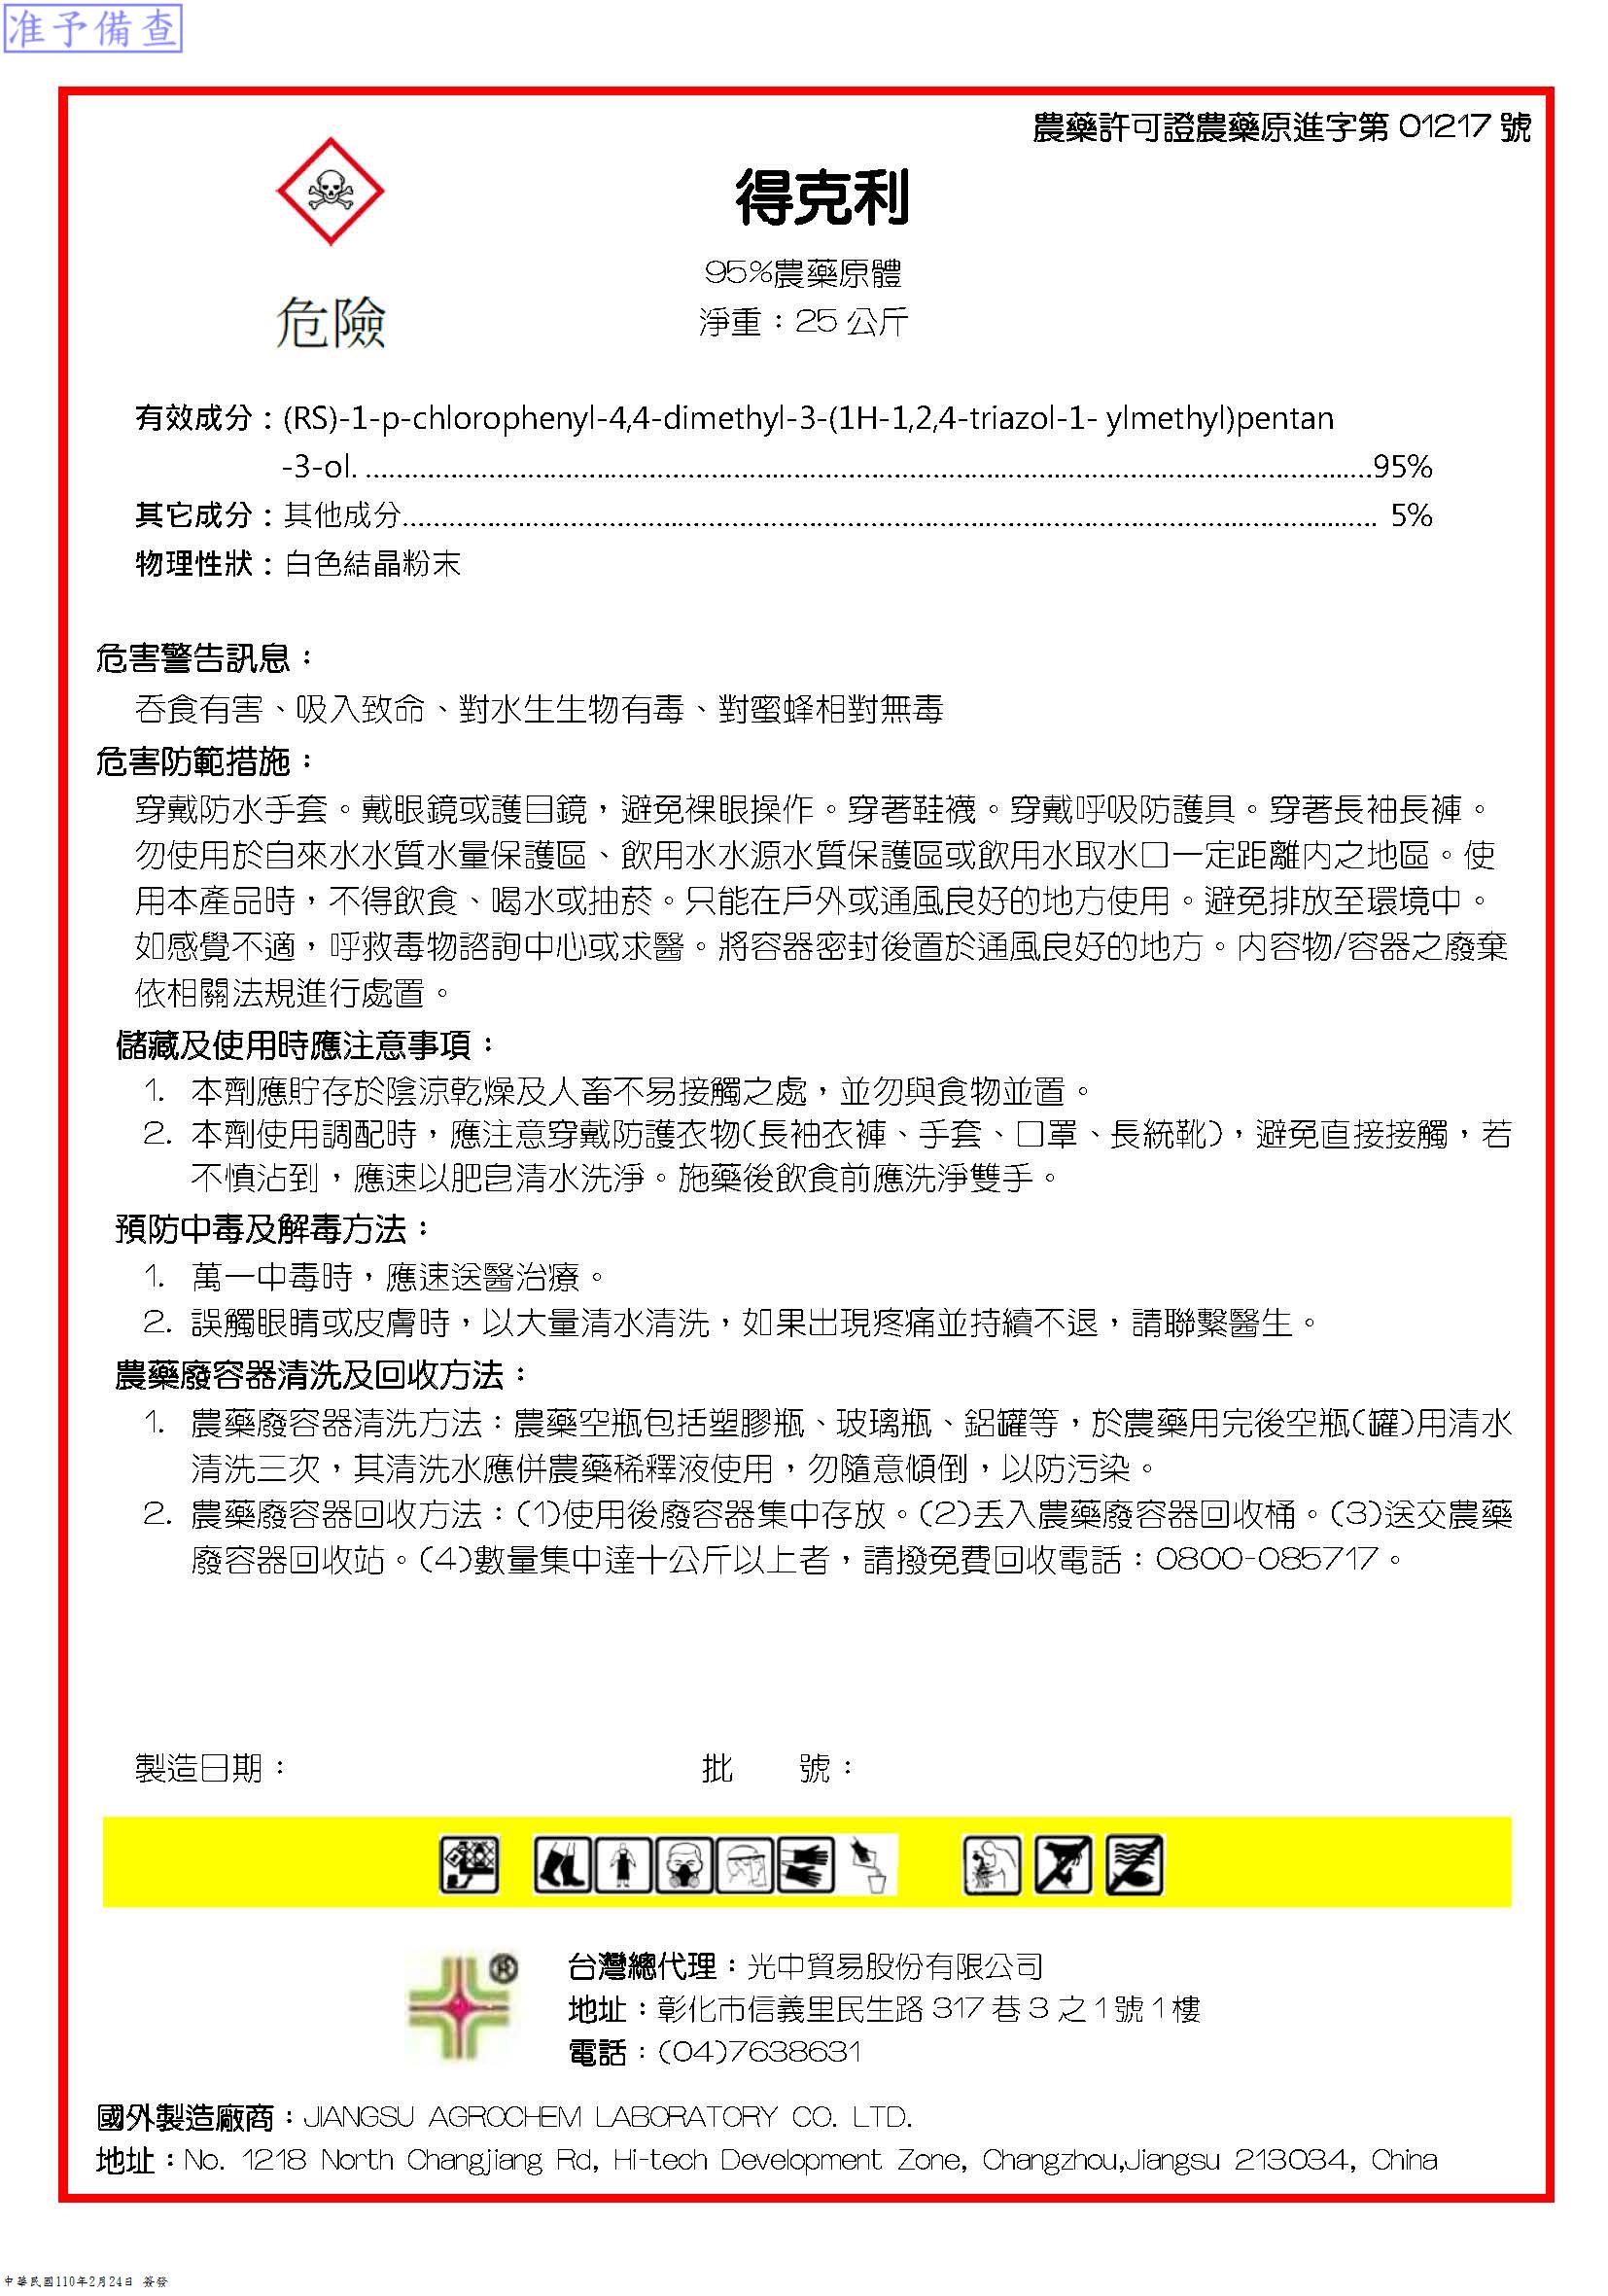 准予備查
農藥許可證農藥原進字第 01217 號
得克利
危險
95%農藥原體
淨重：25 公斤
有效成分：(RS)-1-p-chlorophenyl-4,4-dimethyl-3-(1H-1,2,4-triazol-1- ylmethyl)pentan
-3-ol. ..........................................................................................................................95%
其它成分：其他成分...................................................................................................................... 5%
物理性狀：白色結晶粉末
危害警告訊息：
吞食有害、吸入致命、對水生生物有毒、對蜜蜂相對無毒
危害防範措施：
穿戴防水手套。戴眼鏡或護目鏡，避免裸眼操作。穿著鞋襪。穿戴呼吸防護具。穿著長袖長褲。
勿使用於自來水水質水量保護區、飲用水水源水質保護區或飲用水取水口一定距離內之地區。使
用本產品時，不得飲食、喝水或抽菸。只能在戶外或通風良好的地方使用。避免排放至環境中。
如感覺不適，呼救毒物諮詢中心或求醫。將容器密封後置於通風良好的地方。內容物/容器之廢棄
依相關法規進行處置。
儲藏及使用時應注意事項：
1. 本劑應貯存於陰涼乾燥及人畜不易接觸之處，並勿與食物並置。
2. 本劑使用調配時，應注意穿戴防護衣物(長袖衣褲、手套、口罩、長統靴)，避免直接接觸，若
不慎沾到，應速以肥皂清水洗淨。施藥後飲食前應洗淨雙手。
預防中毒及解毒方法：
1. 萬一中毒時，應速送醫治療。
2. 誤觸眼睛或皮膚時，以大量清水清洗，如果出現疼痛並持續不退，請聯繫醫生。
農藥廢容器清洗及回收方法：
1. 農藥廢容器清洗方法：農藥空瓶包括塑膠瓶、玻璃瓶、鋁罐等，於農藥用完後空瓶(罐)用清水
清洗三次，其清洗水應併農藥稀釋液使用，勿隨意傾倒，以防污染。
2. 農藥廢容器回收方法：(1)使用後廢容器集中存放。(2)丟入農藥廢容器回收桶。(3)送交農藥
廢容器回收站。(4)數量集中達十公斤以上者，請撥免費回收電話：0800-085717。
製造日期：
批　　號：
®
台灣總代理：光中貿易股份有限公司
地址：彰化市信義里民生路 317 巷 3 之 1 號 1 樓
電話：(04)7638631
國外製造廠商：JIANGSU AGROCHEM LABORATORY CO. LTD.
地址：No. 1218 North Changjiang Rd, Hi-tech Development Zone, Changzhou,Jiangsu 213034, China
中華民國110年2月24日 簽發